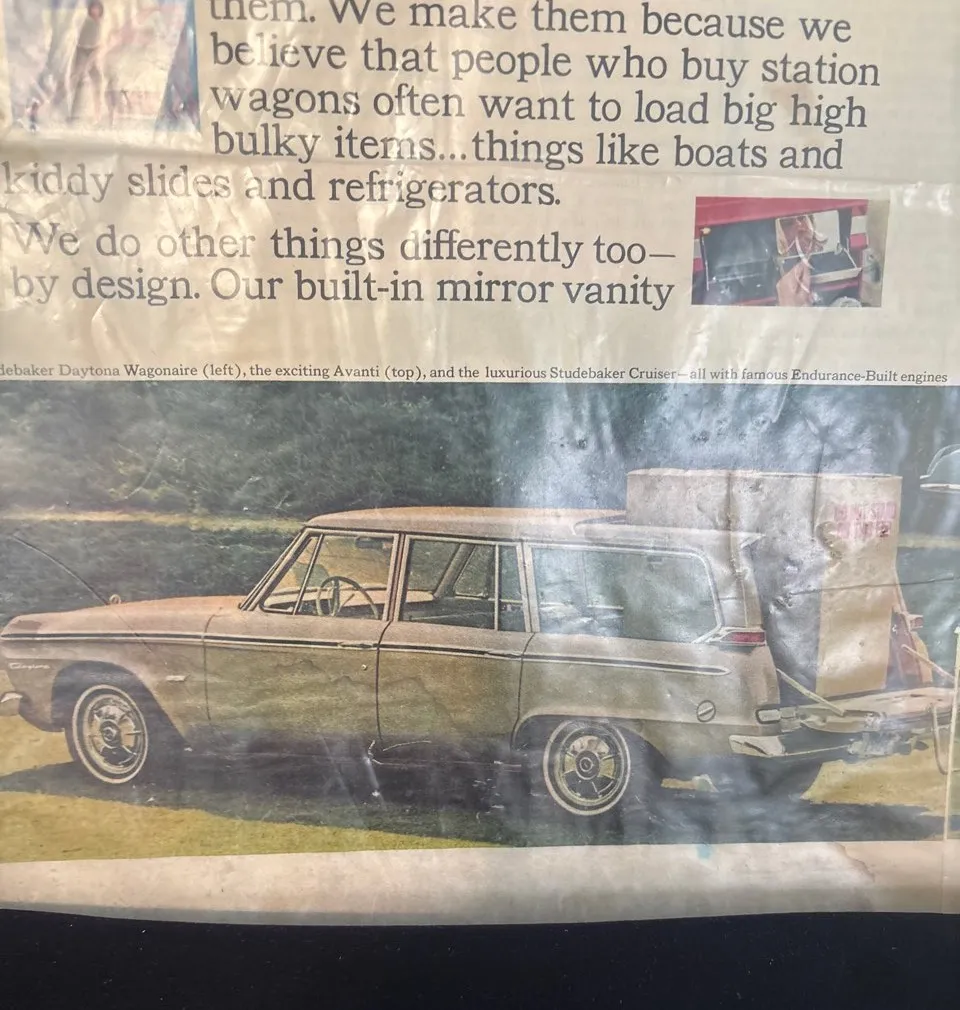 them. We make them because we
believe that people who buy station
wagons often want to load big high
bulky items...things like boats and
kiddy slides and refrigerators.
We do other things differently too—
by design. Our built-in mirror vanity
debaker Daytona Wagonaire (left), the exciting Avanti (top), and the luxurious Studebaker Cruiser—all with famous Endurance-Built engines
Daytona